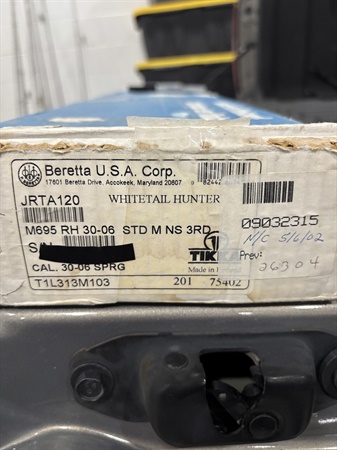 Beretta U.S.A. Corp.
17601 Beretta Drive, Accokeek, Maryland 20607
82442
JRTA120 WHITETAIL HUNTER
M695 RH 30-06 STD M NS 3RD
09032315
N/C 5/6/02
Prev:
26304
CAL. 30-06 SPRG
Made in
T1L313M103 201 75402